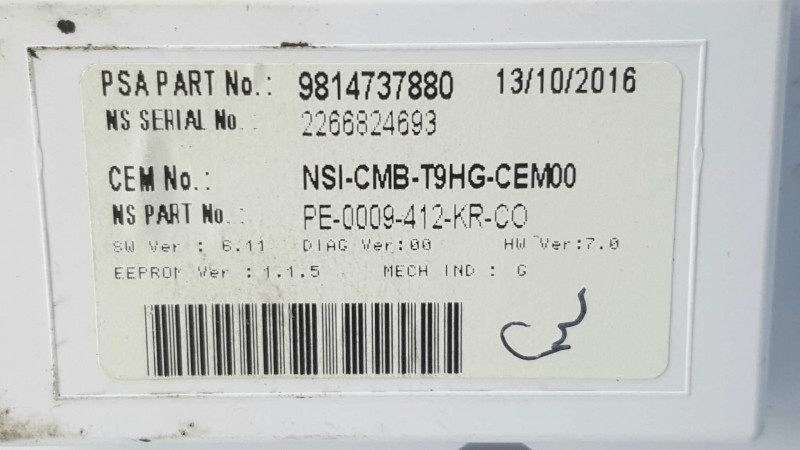 PSA PART No.: 9814737880 13/10/2016
NS SERIAL No. : 2266824693
CEM No.: NSI-CMB-T9HG-CEM00
NS PART No.: PE-0009-412-KR-CO
SW Ver : 6.11 DIAG Ver:00 HW Ver:7.0
EEPROM Ver : 1.1.5 MECH IND : G